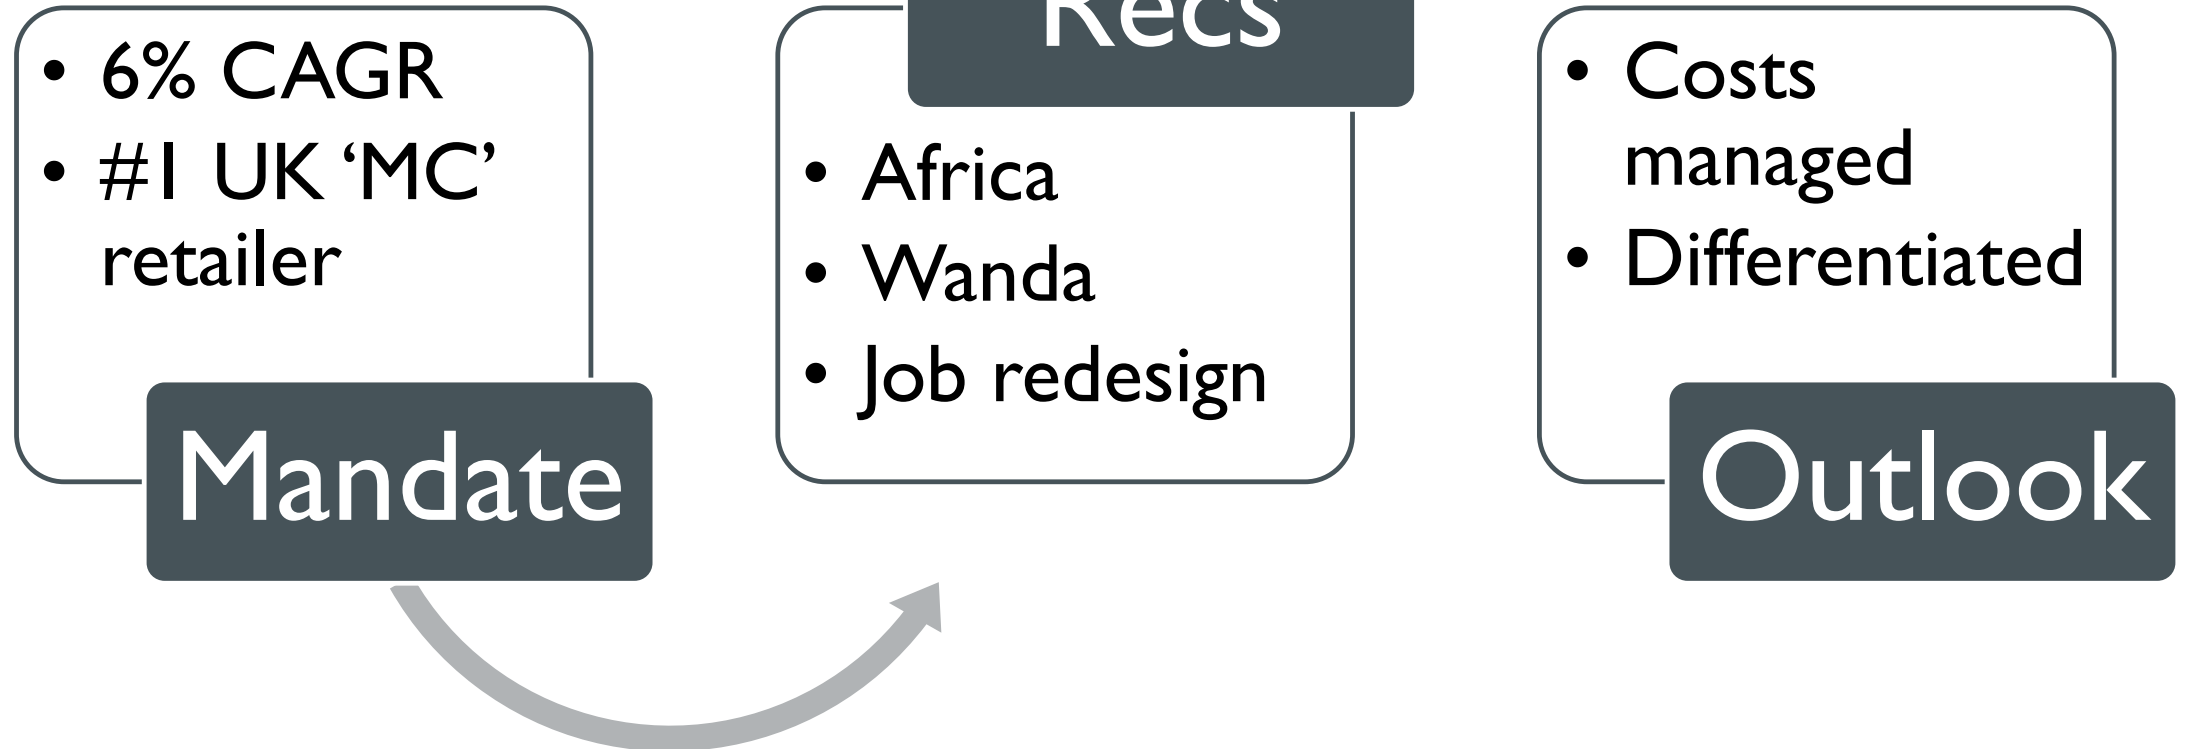 • 6% CAGR
• #1 UK ‘MC’
retailer
Mandate
Recs
• Africa
• Wanda
• Job redesign
• Costs
managed
• Differentiated
Outlook